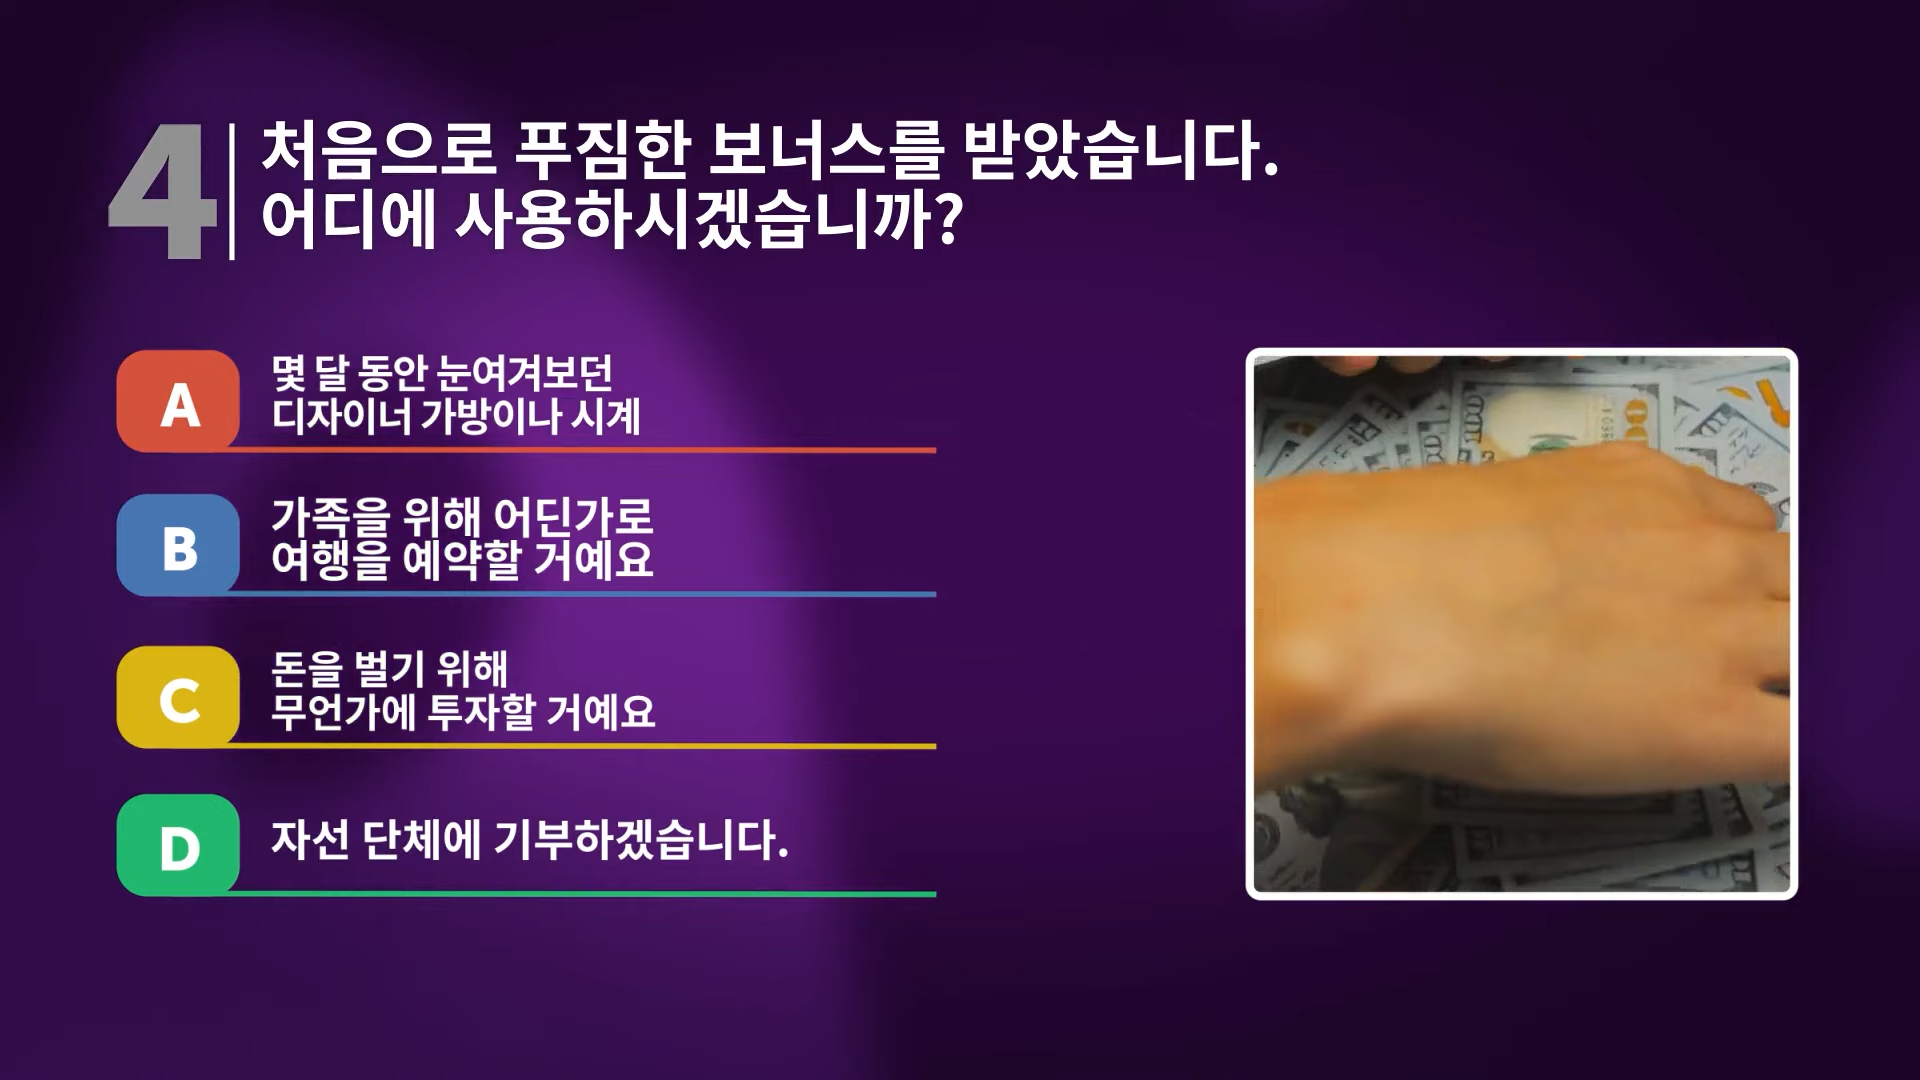 4
처음으로 푸짐한 보너스를 받았습니다.
어디에 사용하시겠습니까?
A
몇 달 동안 눈여겨보던
디자이너 가방이나 시계
B
가족을 위해 어딘가로
여행을 예약할 거예요
C
돈을 벌기 위해
무언가에 투자할 거예요
D
자선 단체에 기부하겠습니다.